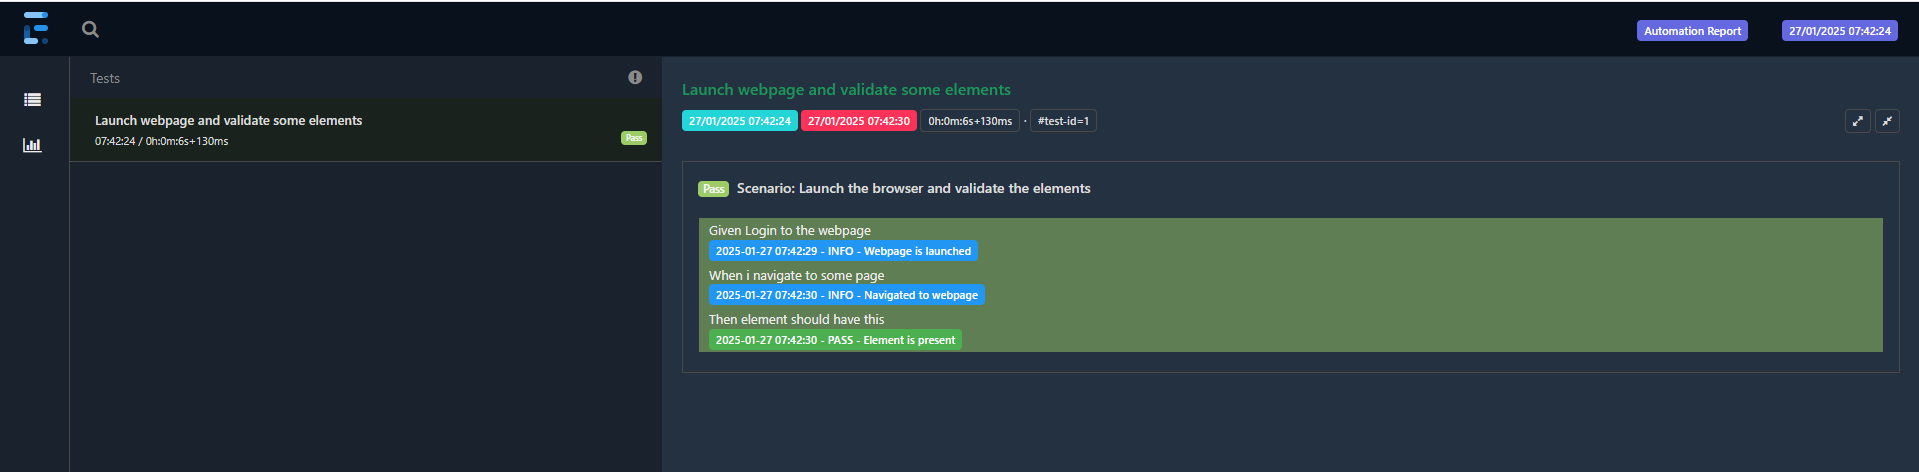 Automation Report
27/01/2025 07:42:24
Tests
Launch webpage and validate some elements
07:42:24 / 0h:0m:6s+130ms
Pass
Launch webpage and validate some elements
27/01/2025 07:42:24 27/01/2025 07:42:30 0h:0m:6s+130ms · #test-id=1
Pass Scenario: Launch the browser and validate the elements
Given Login to the webpage
2025-01-27 07:42:29 - INFO - Webpage is launched
When i navigate to some page
2025-01-27 07:42:30 - INFO - Navigated to webpage
Then element should have this
2025-01-27 07:42:30 - PASS - Element is present